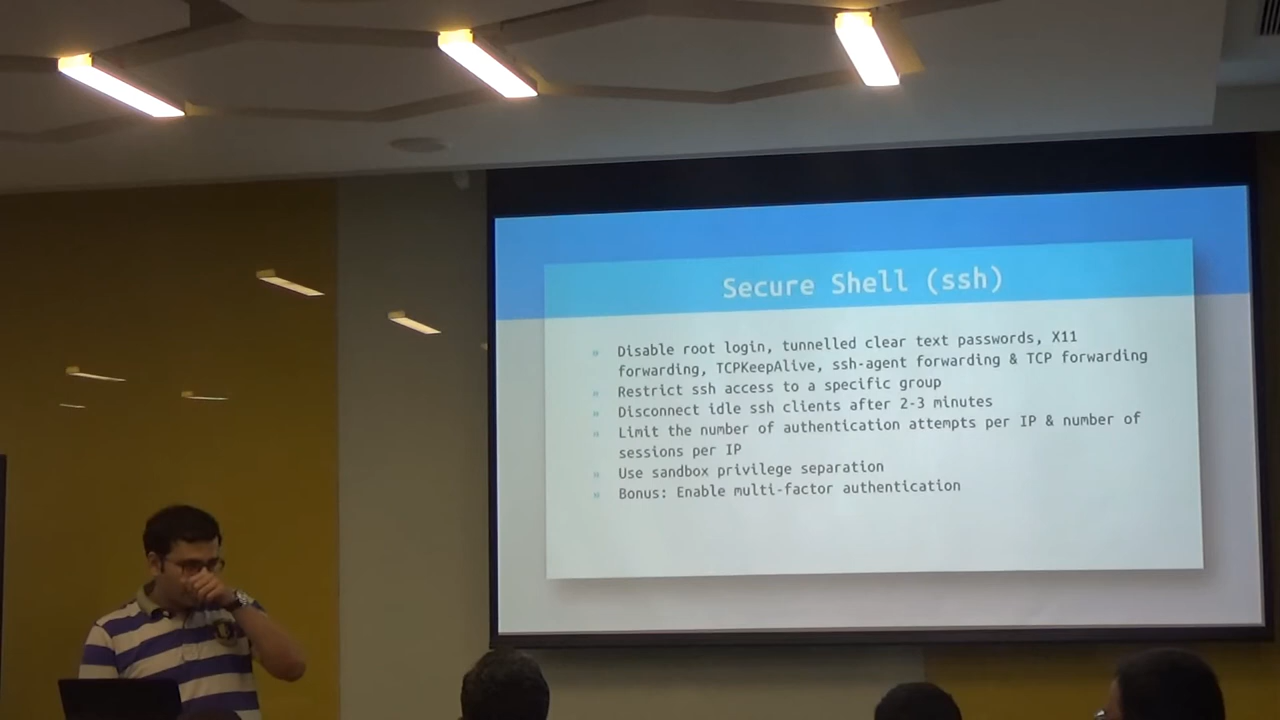 Secure Shell (ssh)
» Disable root login, tunnelled clear text passwords, X11
forwarding, TCPKeepAlive, ssh-agent forwarding & TCP forwarding
» Restrict ssh access to a specific group
» Disconnect idle ssh clients after 2-3 minutes
» Limit the number of authentication attempts per IP & number of
sessions per IP
» Use sandbox privilege separation
» Bonus: Enable multi-factor authentication